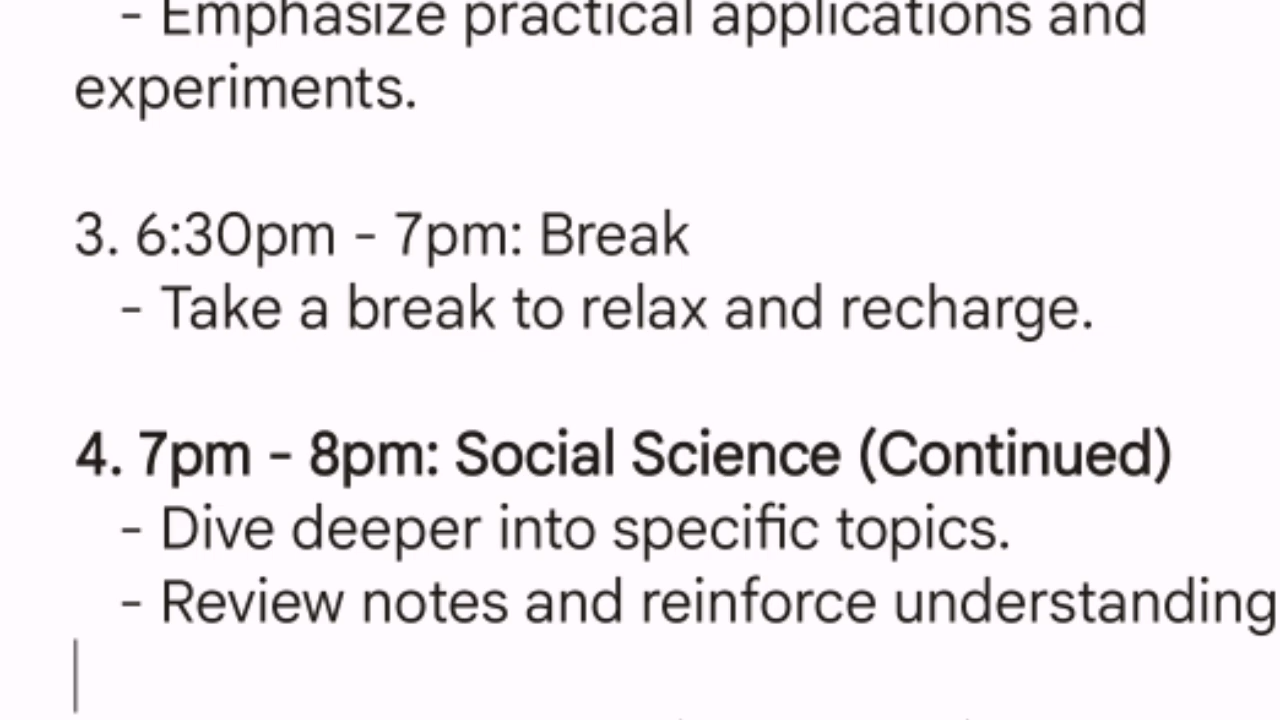 - Emphasize practical applications and
experiments.
3. 6:30pm - 7pm: Break
- Take a break to relax and recharge.
4. 7pm - 8pm: Social Science (Continued)
- Dive deeper into specific topics.
- Review notes and reinforce understanding